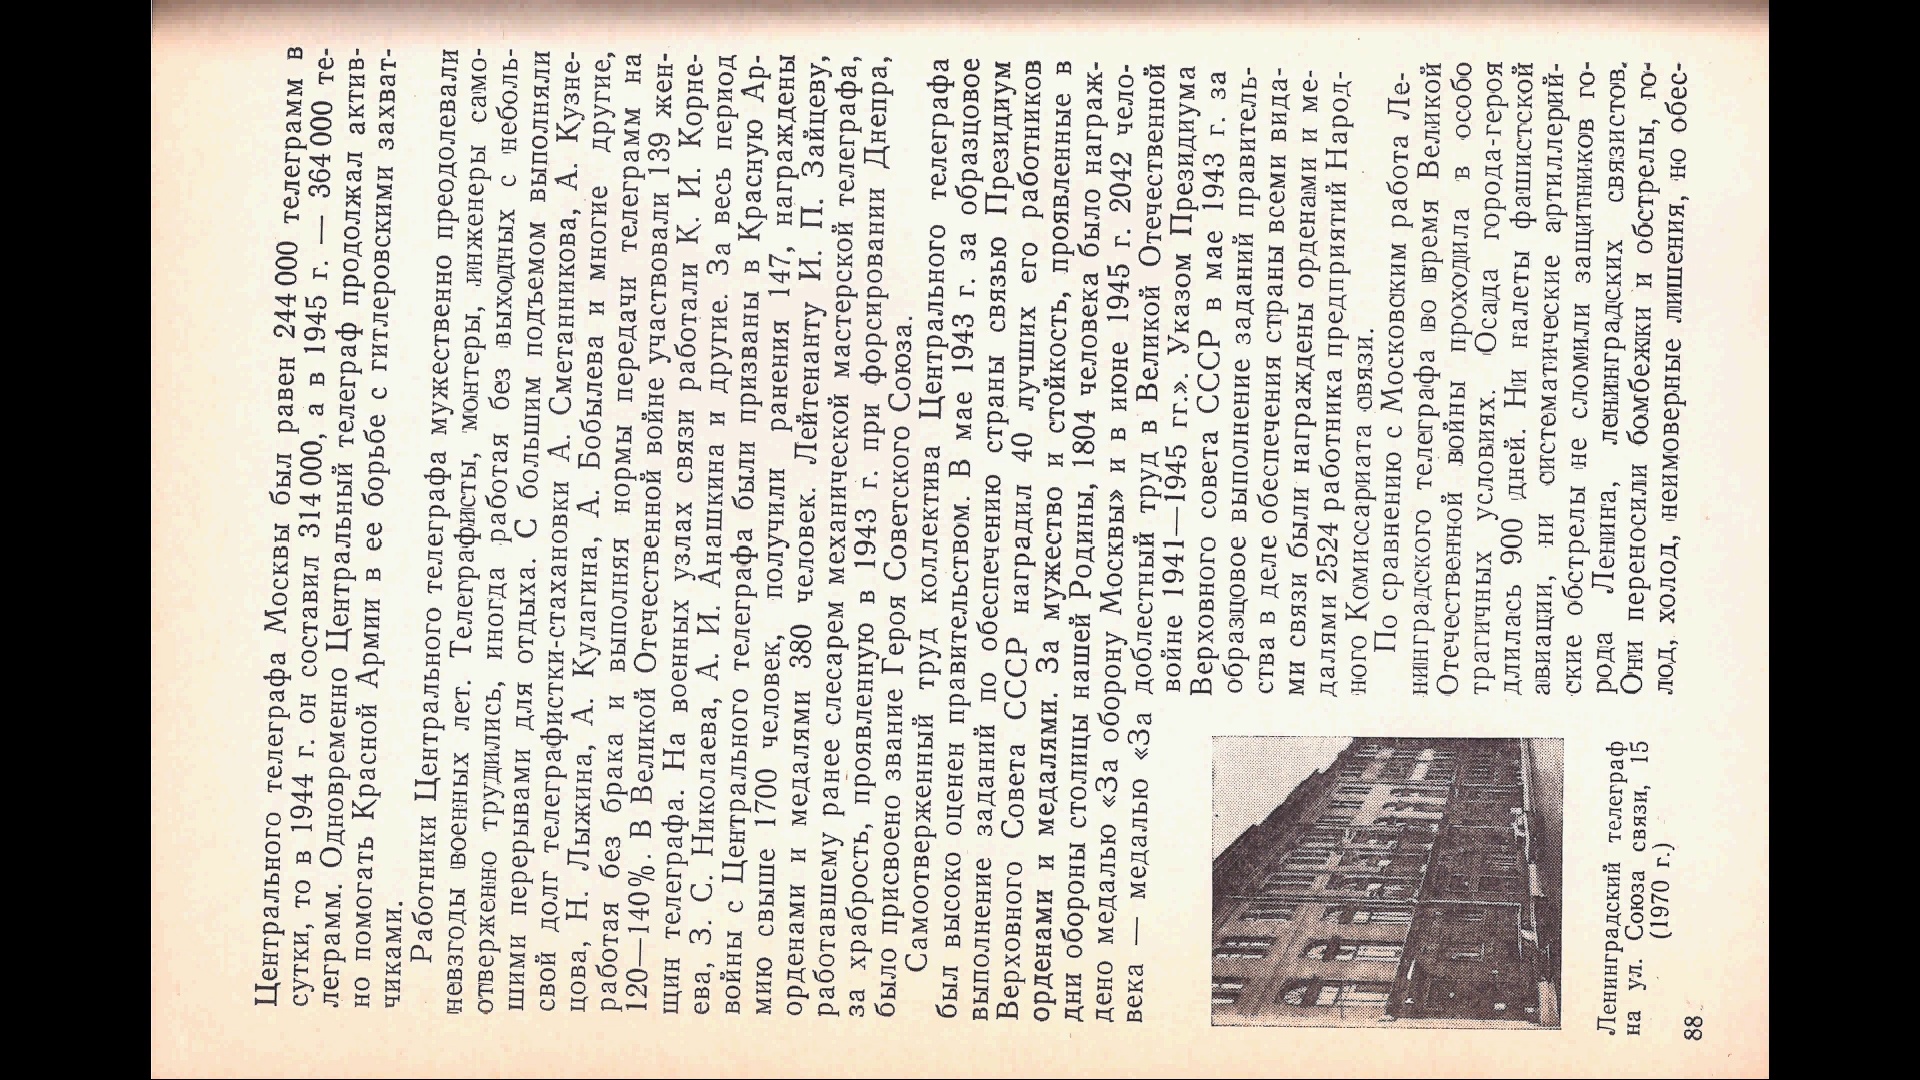 Центрального телеграфа Москвы был равен 244 000 телеграмм в
сутки, то в 1944 г. он составил 314 000, а в 1945 г. — 364 000 те-
леграмм. Одновременно Центральный телеграф продолжал актив-
но помогать Красной Армии в ее борьбе с гитлеровскими захват-
чиками.
Работники Центрального телеграфа мужественно преодолевали
невзгоды военных лет. Телеграфисты, монтеры, инженеры само-
отверженно трудились, иногда работая без выходных с неболь-
шими перерывами для отдыха. С большим подъемом выполняли
свой долг телеграфистки-стахановки А. Сметанникова, А. Кузне-
цова, Н. Лыжина, А. Кулагина, А. Бобылева и многие другие,
работая без брака и выполняя нормы передачи телеграмм на
120—140%. В Великой Отечественной войне участвовали 139 жен-
щин телеграфа. На военных узлах связи работали К. И. Корне-
ева, З. С. Николаева, А. И. Анашкина и другие. За весь период
войны с Центрального телеграфа были призваны в Красную Ар-
мию свыше 1700 человек, получили ранения 147, награждены
орденами и медалями 380 человек. Лейтенанту И. П. Зайцеву,
работавшему ранее слесарем механической мастерской телеграфа,
за храбрость, проявленную в 1943 г. при форсировании Днепра,
было присвоено звание Героя Советского Союза.
Самоотверженный труд коллектива Центрального телеграфа
был высоко оценен правительством. В мае 1943 г. за образцовое
выполнение заданий по обеспечению страны связью Президиум
Верховного Совета СССР наградил 40 лучших его работников
орденами и медалями. За мужество и стойкость, проявленные в
дни обороны столицы нашей Родины, 1804 человека было награж-
дено медалью «За оборону Москвы» и в июне 1945 г. 2042 чело-
века — медалью «За доблестный труд в Великой Отечественной
войне 1941—1945 гг.». Указом Президиума
Верховного совета СССР в мае 1943 г. за
образцовое выполнение заданий правитель-
ства в деле обеспечения страны всеми вида-
ми связи были награждены орденами и ме-
далями 2524 работника предприятий Народ-
ного Комиссариата связи.
По сравнению с Московским работа Ле-
нинградского телеграфа во время Великой
Отечественной войны проходила в особо
трагичных условиях. Осада города-героя
длилась 900 дней. Ни налеты фашистской
авиации, ни систематические артиллерий-
ские обстрелы не сломили защитников го-
рода Ленина, ленинградских связистов.
Они переносили бомбежки и обстрелы, го-
лод, холод, неимоверные лишения, но обес-
Ленинградский телеграф
на ул. Союза связи, 15
(1970 г.)
88